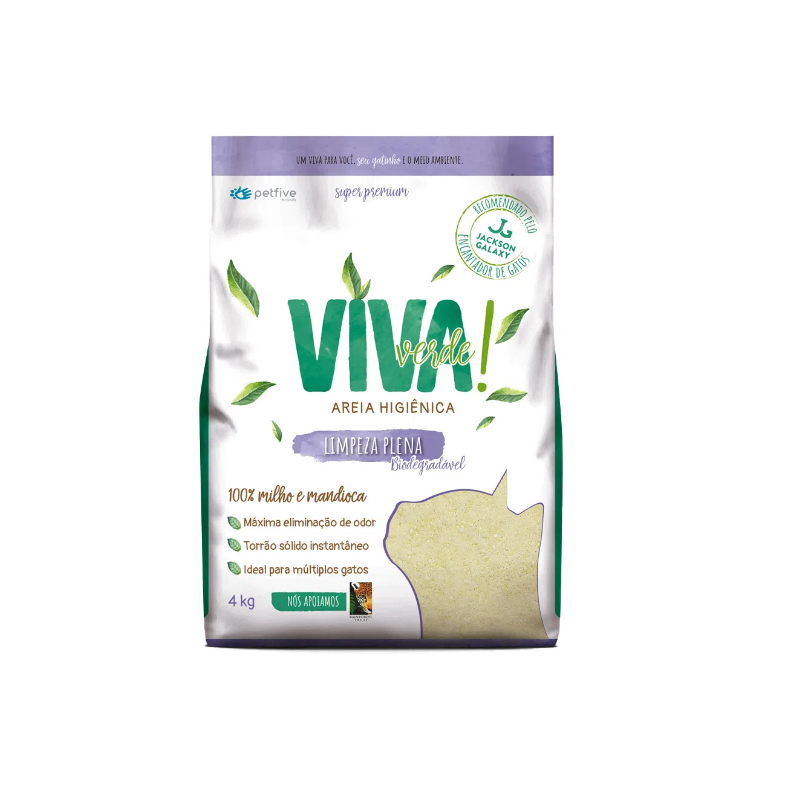 UM VIVA PARA VOCÊ, seu gatinho E O MEIO AMBIENTE.
petfive
super premium
RECOMENDADO PELO
JG
JACKSON
GALAXY
ENCANTADOR DE GATOS
VIVA!
verde
AREIA HIGIÊNICA
LIMPEZA PLENA
Biodegradável
100% milho e mandioca
Máxima eliminação de odor
Torrão sólido instantâneo
Ideal para múltiplos gatos
4 kg
NÓS APOIAMOS